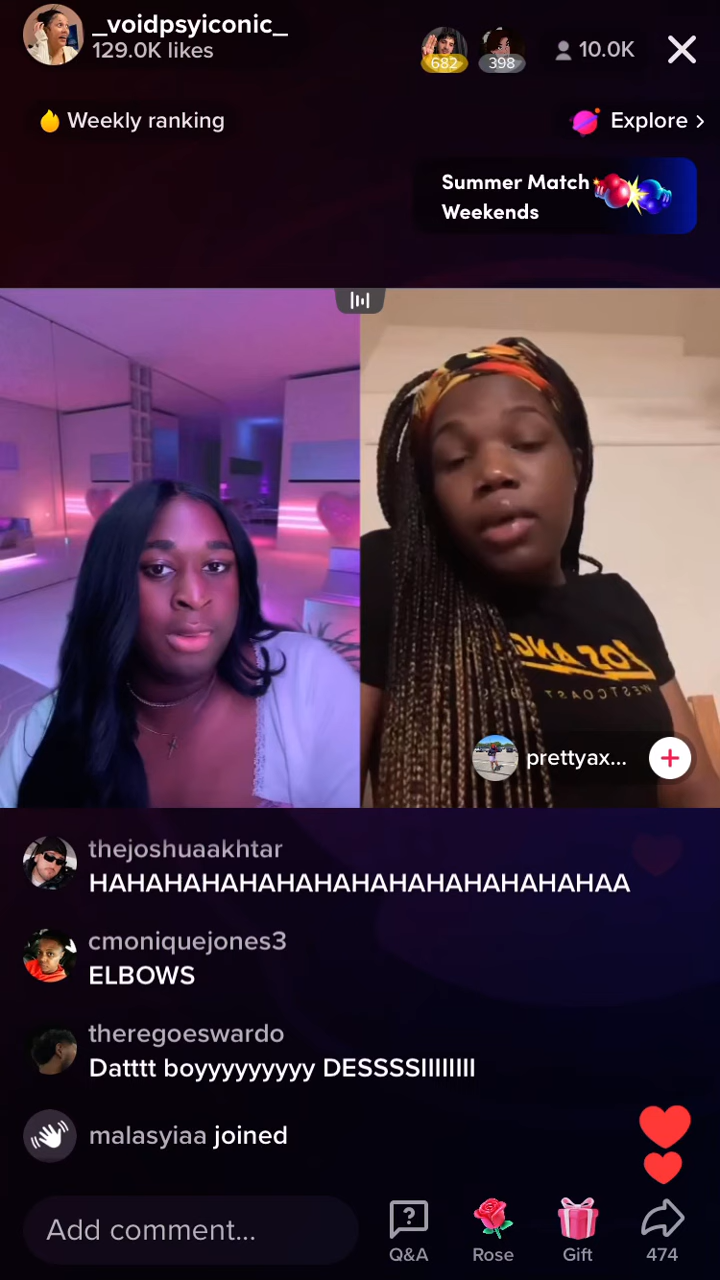 _voidpsyiconic_
129.0K likes
682
398
10.0K
Weekly ranking
Explore >
Summer Match
Weekends
prettyax...
thejoshuaakhtar
HAHAHAHAHAHAHAHAHAHAHAHAHAHAHAA
cmoniquejones3
ELBOWS
theregoeswardo
Datttt boyyyyyyyyy DESSSSIIIIIIII
malasyiaa joined
Add comment...
Q&A
Rose
Gift
474